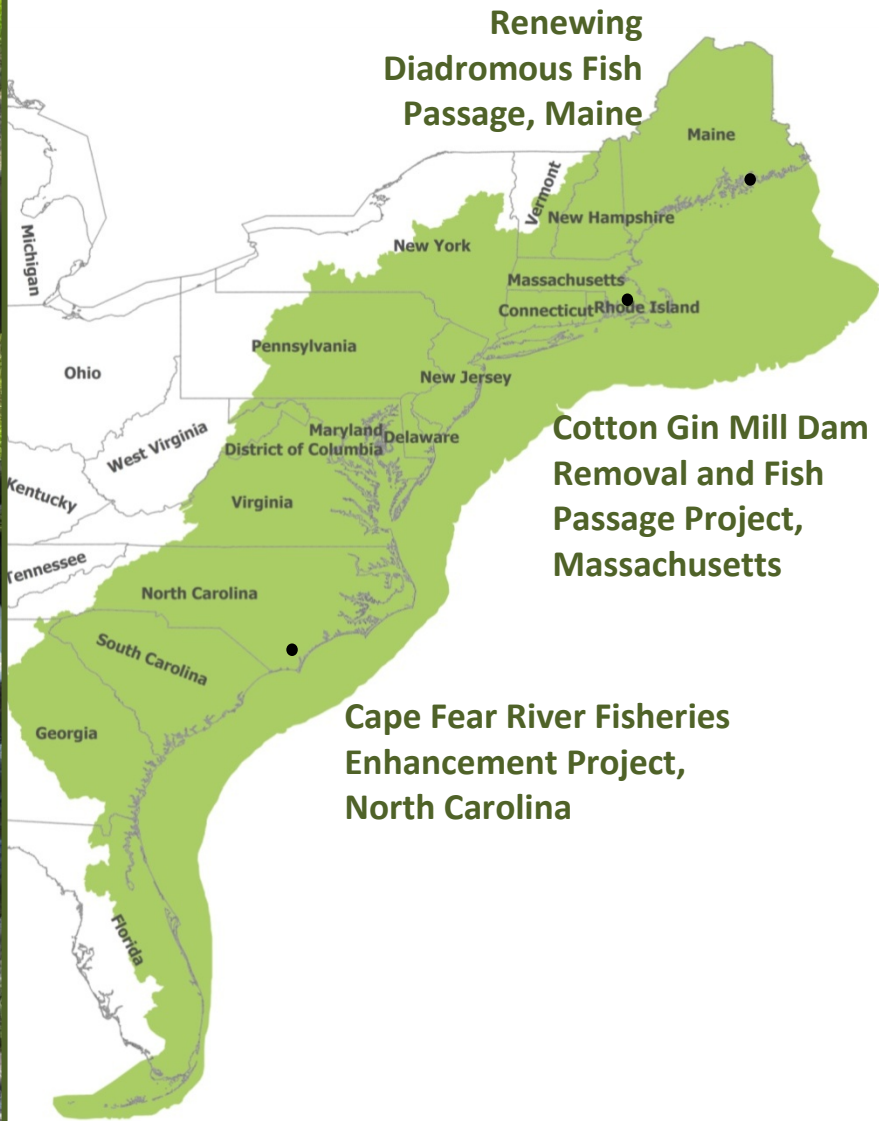 Renewing
Diadromous Fish
Passage, Maine
Maine
Vermont
New Hampshire
Michigan
New York
Massachusetts
Connecticut
Rhode Island
Pennsylvania
Ohio
New Jersey
Maryland
Delaware
District of Columbia
West Virginia
Cotton Gin Mill Dam
Removal and Fish
Passage Project,
Massachusetts
Kentucky
Virginia
Tennessee
North Carolina
South Carolina
Cape Fear River Fisheries
Enhancement Project,
North Carolina
Georgia
Florida